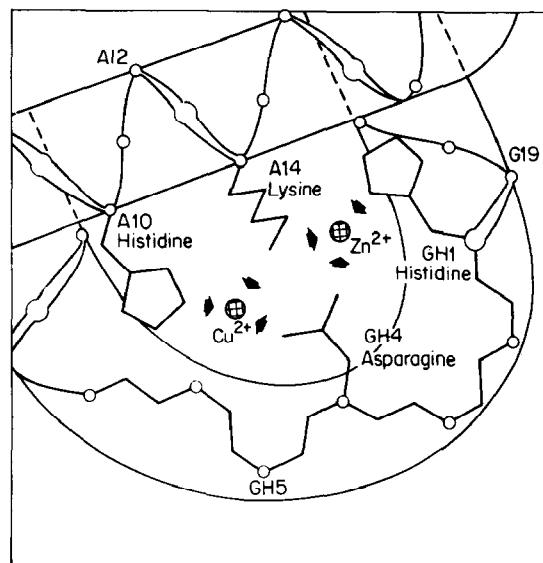 A12
G19
A14
Lysine
A10
Histidine
Zn2+
GH1
Histidine
Cu2+
GH4
Asparagine
GH5